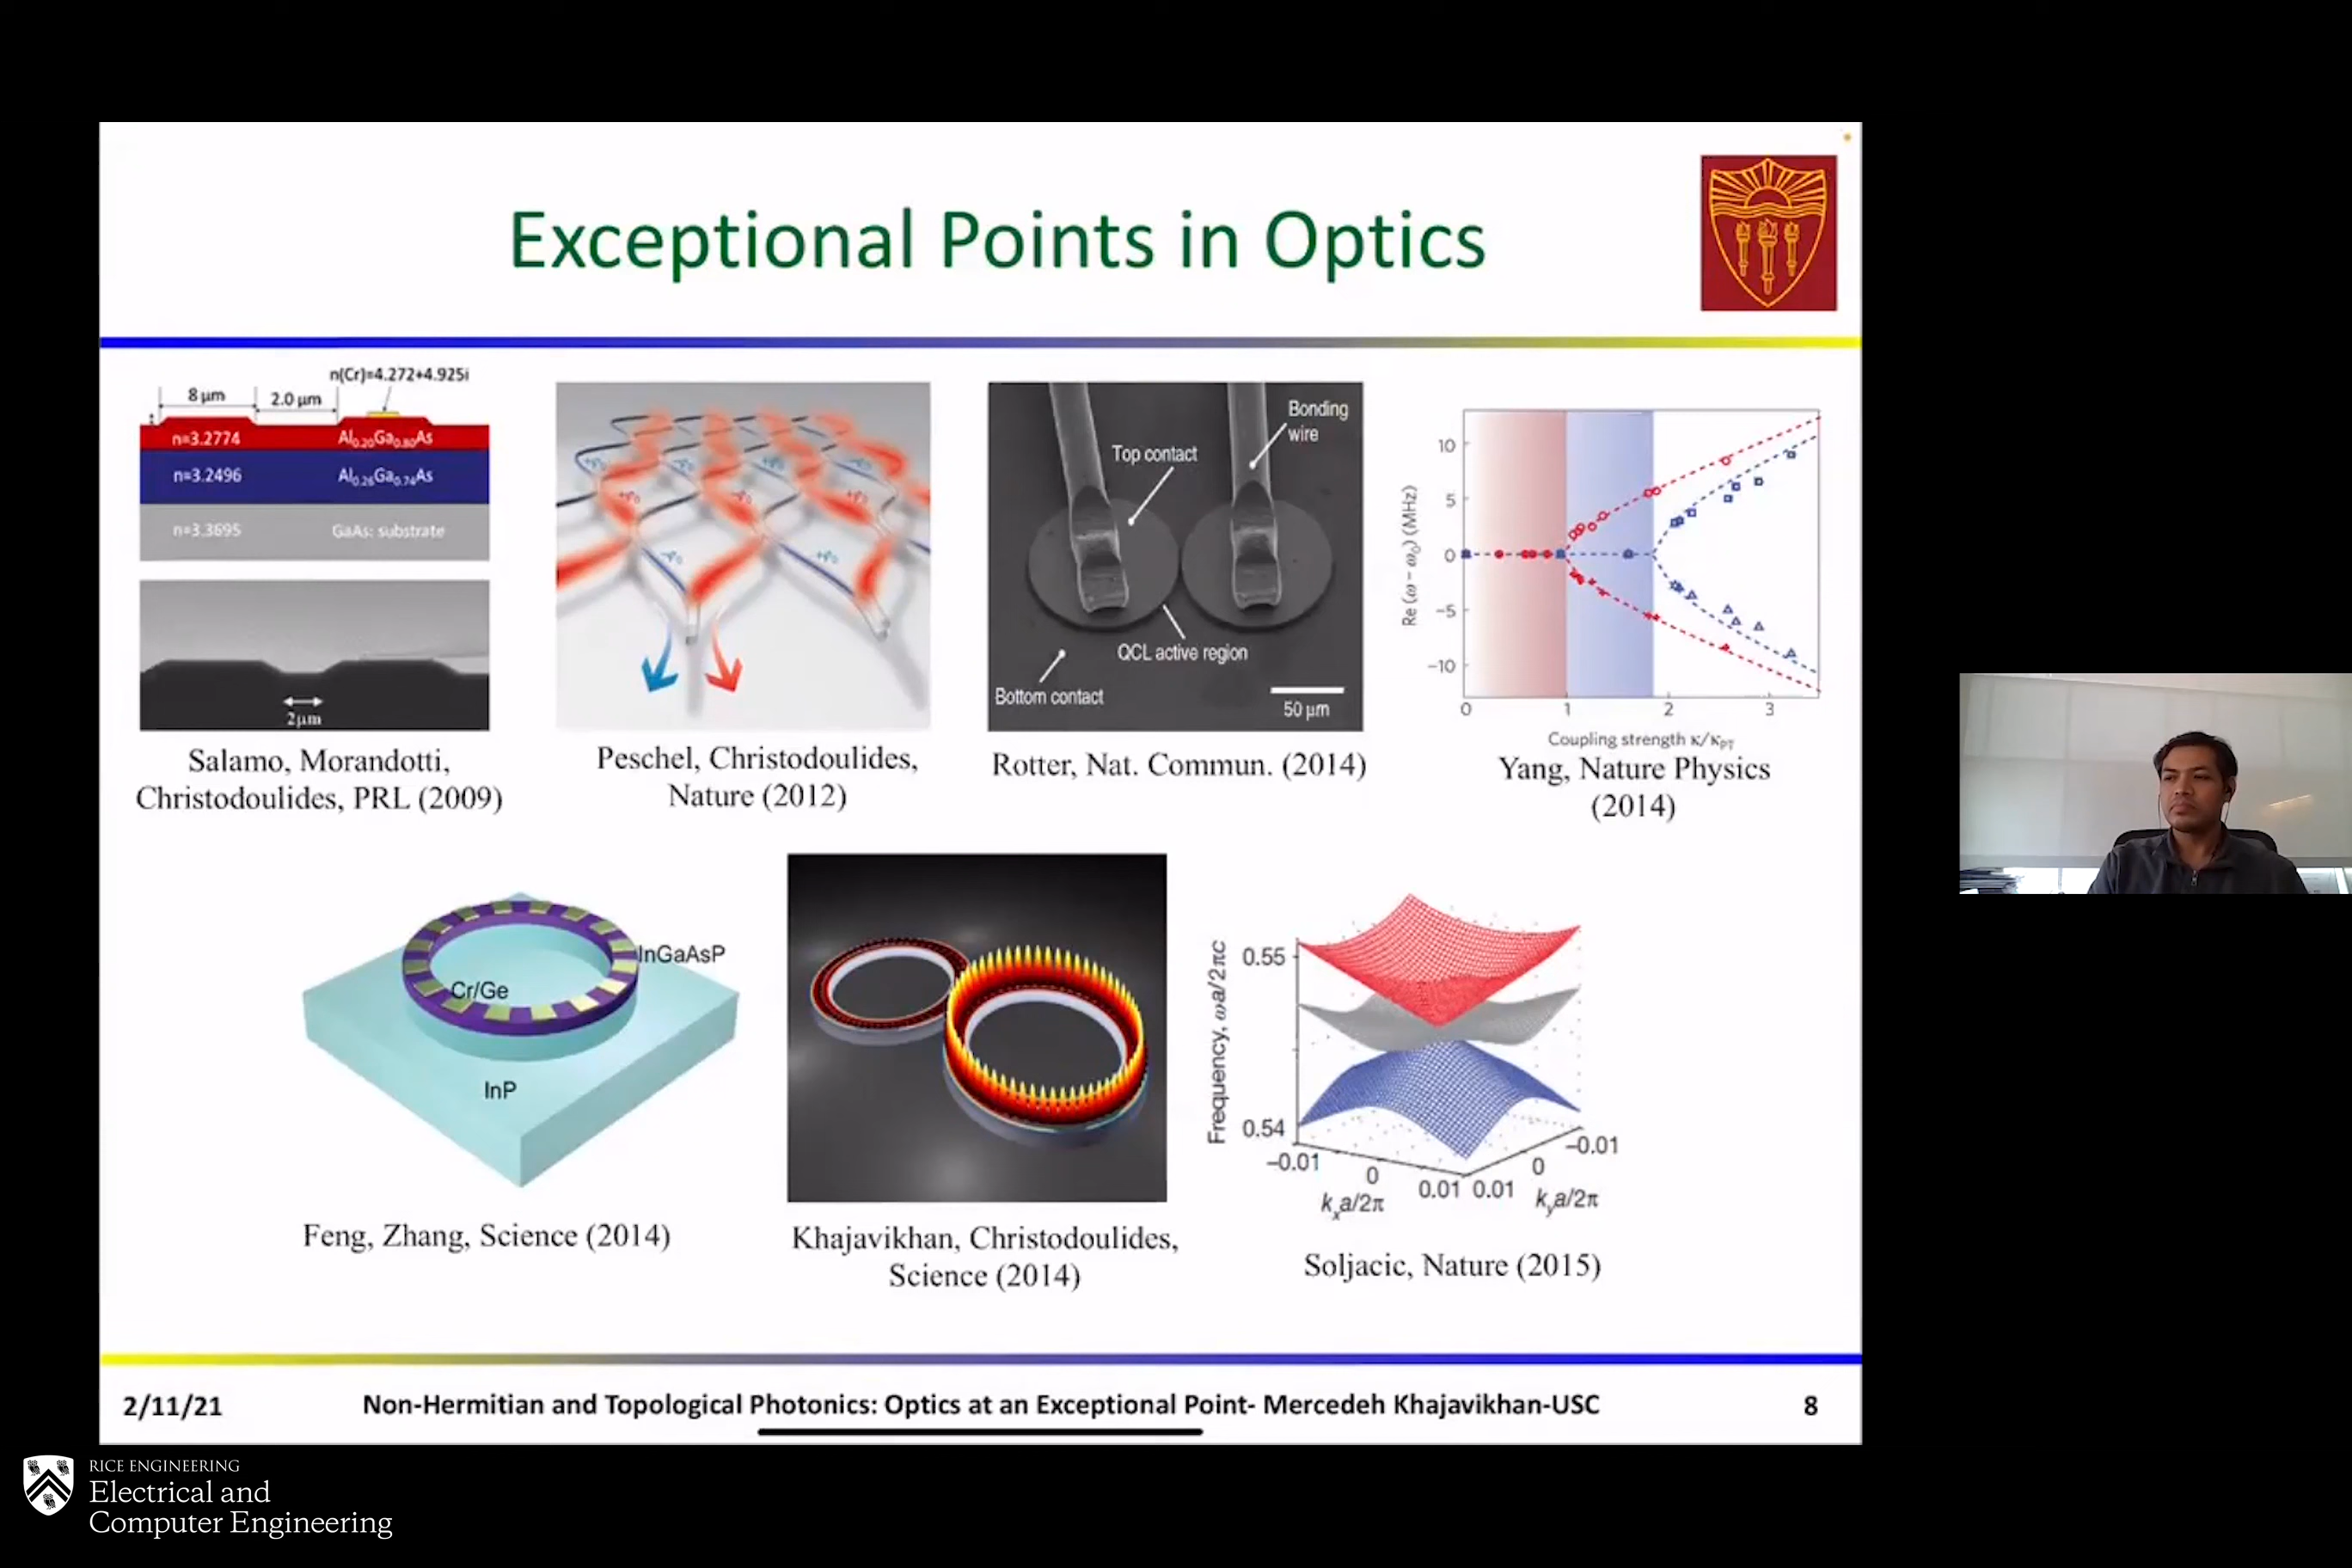 Exceptional Points in Optics
n(Cr)=4.272+4.925i
8 µm
2.0 µm
n=3.2774
Al0.20Ga0.80As
n=3.2496
Al0.26Ga0.74As
n=3.3695
GaAs: substrate
2µm
Salamo, Morandotti,
Christodoulides, PRL (2009)
Peschel, Christodoulides,
Nature (2012)
Bonding
wire
Top contact
QCL active region
Bottom contact
50 µm
Rotter, Nat. Commun. (2014)
Re (ω − ω0) (MHz)
10
5
0
−5
−10
0
1
2
3
Coupling strength κ/κPT
Yang, Nature Physics
(2014)
InGaAsP
Cr/Ge
InP
Feng, Zhang, Science (2014)
Khajavikhan, Christodoulides,
Science (2014)
Frequency, ωa/2πc
0.55
0.54
−0.01
0
0.01
kxa/2π
0.01
0
−0.01
kya/2π
Soljacic, Nature (2015)
2/11/21
Non-Hermitian and Topological Photonics: Optics at an Exceptional Point- Mercedeh Khajavikhan-USC
8
RICE ENGINEERING
Electrical and
Computer Engineering